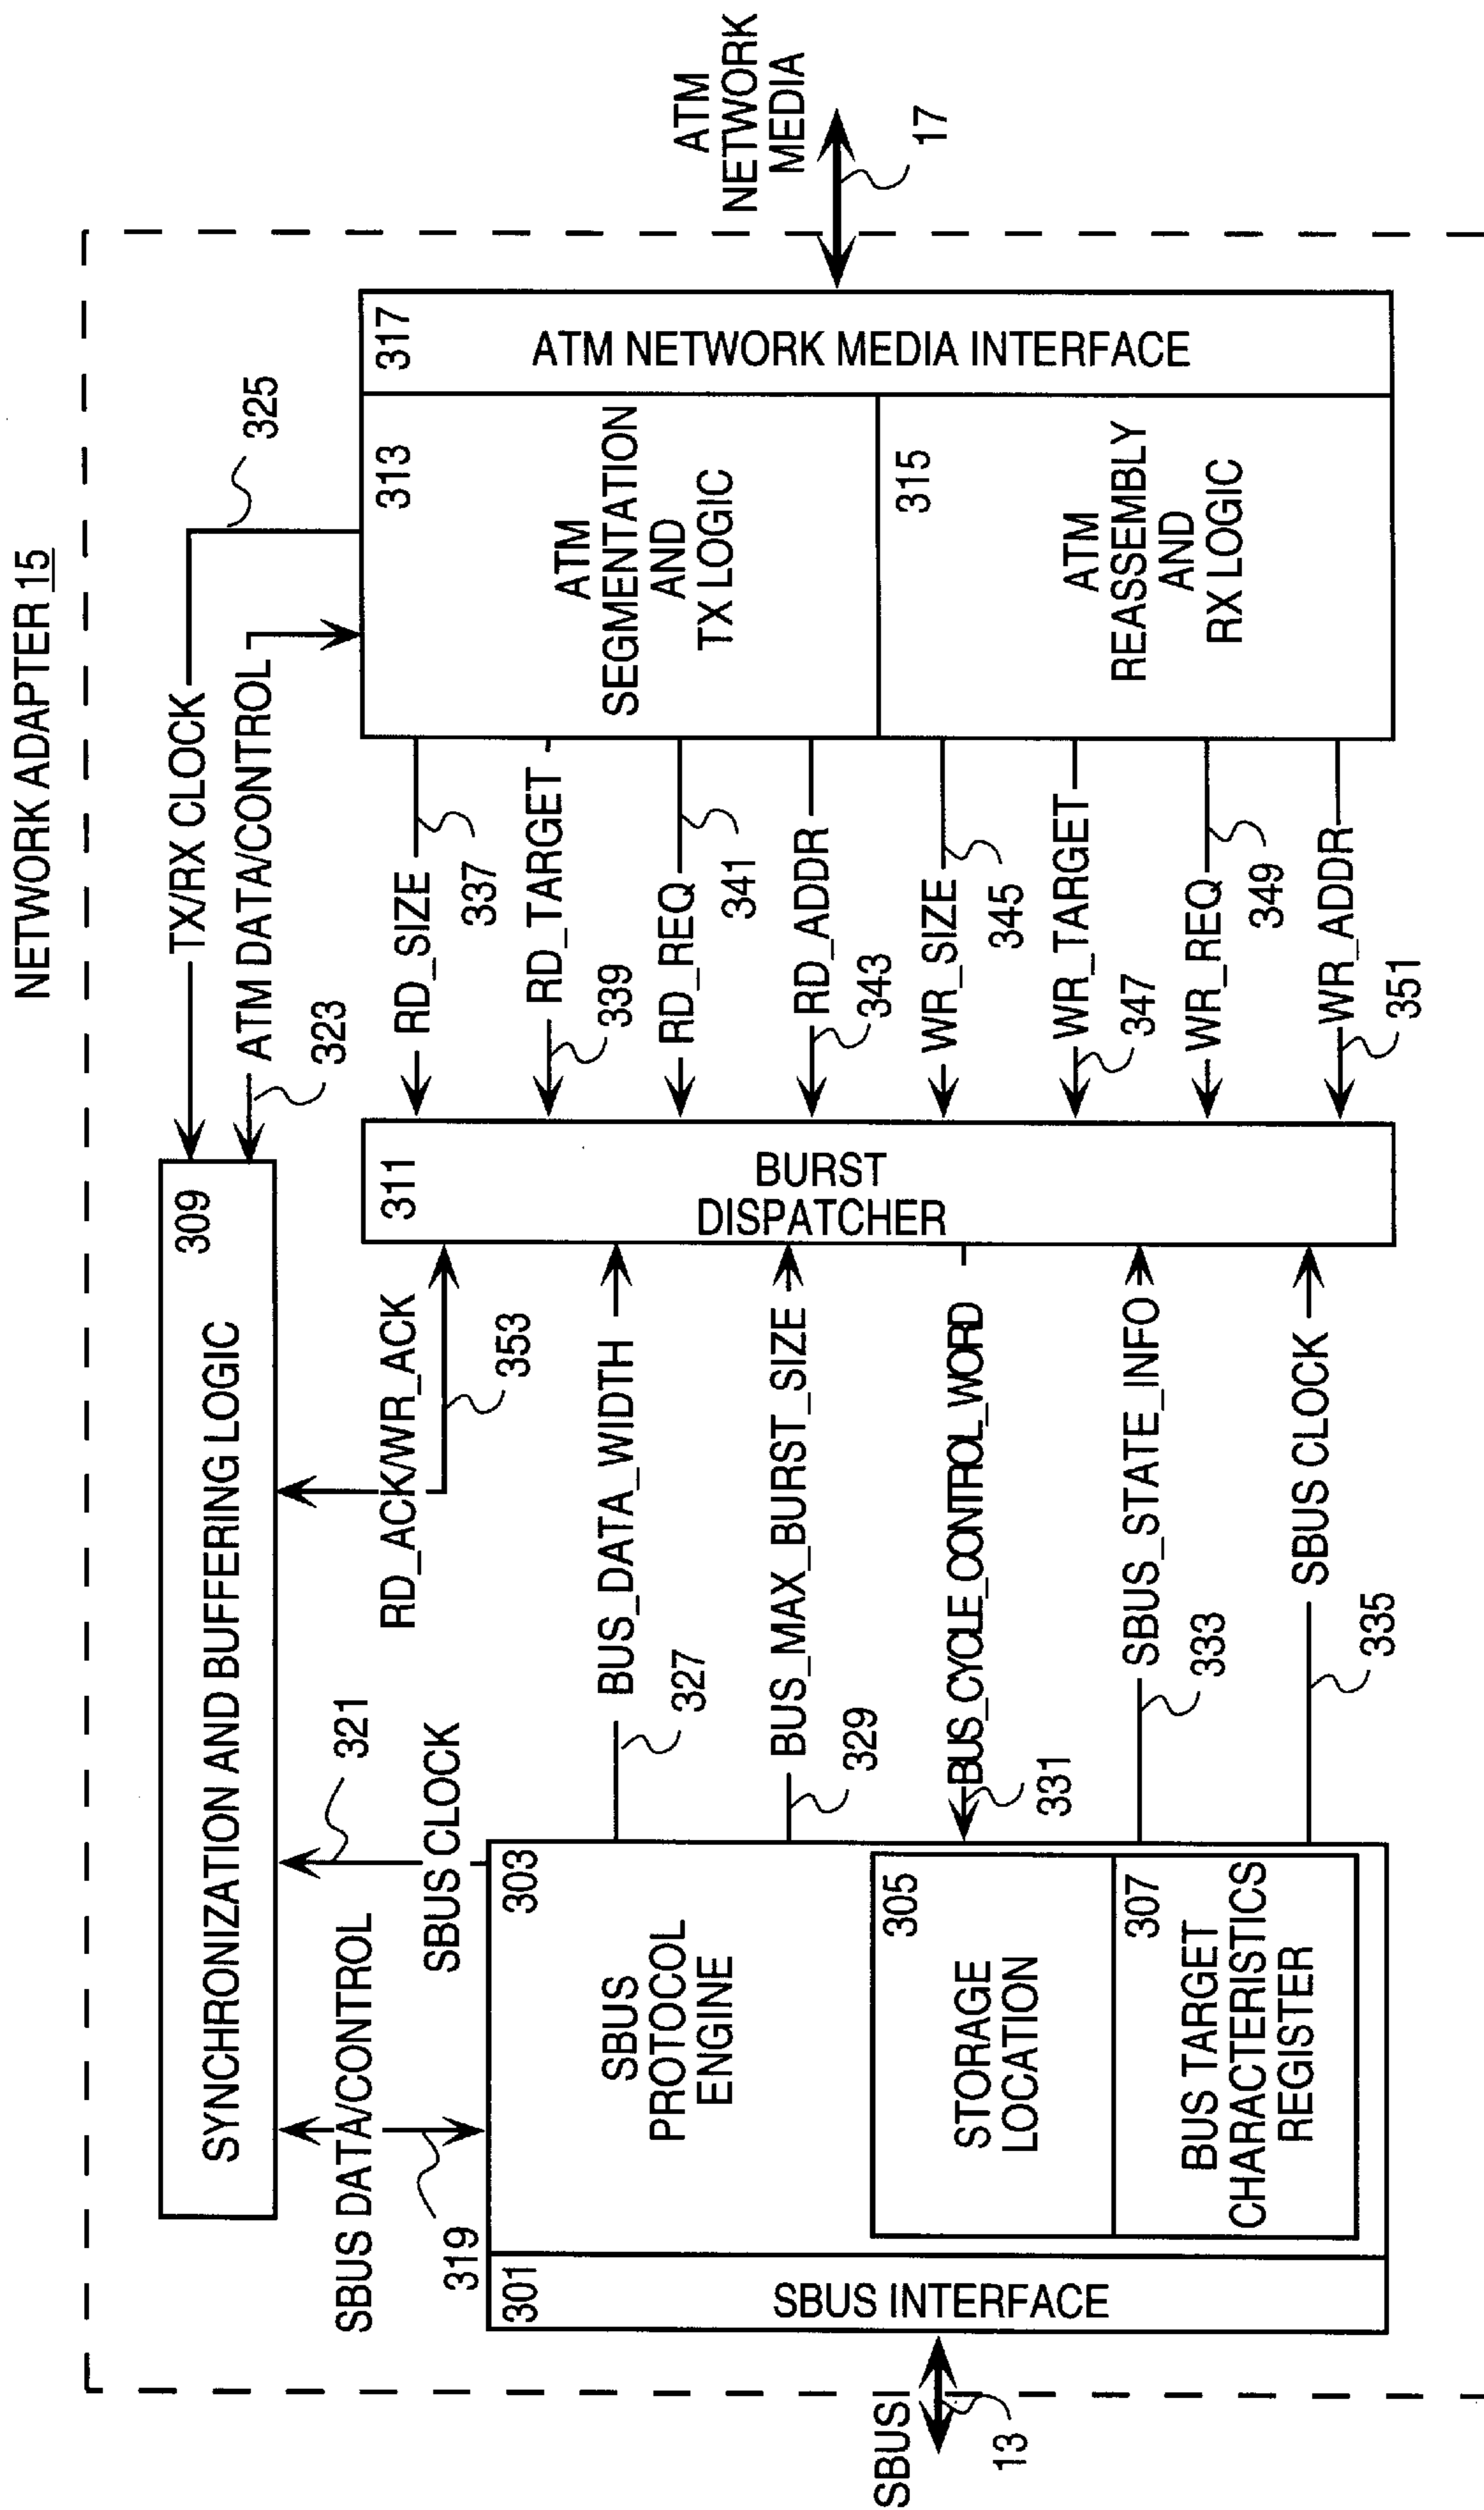 NETWORK ADAPTER 15
TX/RX CLOCK
325
ATM DATA/CONTROL
323
309
SYNCHRONIZATION AND BUFFERING LOGIC
SBUS DATA/CONTROL
319
321
SBUS CLOCK
RD_ACK/WR_ACK
353
SBUS
13
301
SBUS INTERFACE
303
SBUS
PROTOCOL
ENGINE
305
STORAGE
LOCATION
307
BUS TARGET
CHARACTERISTICS
REGISTER
BUS_DATA_WIDTH
327
BUS_MAX_BURST_SIZE
329
BUS_CYCLE_CONTROL_WORD
331
SBUS_STATE_INFO
333
SBUS CLOCK
335
311
BURST
DISPATCHER
RD_SIZE
337
RD_TARGET
339
RD_REQ
341
RD_ADDR
343
WR_SIZE
345
WR_TARGET
347
WR_REQ
349
WR_ADDR
351
313
ATM
SEGMENTATION
AND
TX LOGIC
315
ATM
REASSEMBLY
AND
RX LOGIC
317
ATM NETWORK MEDIA INTERFACE
ATM
NETWORK
MEDIA
17